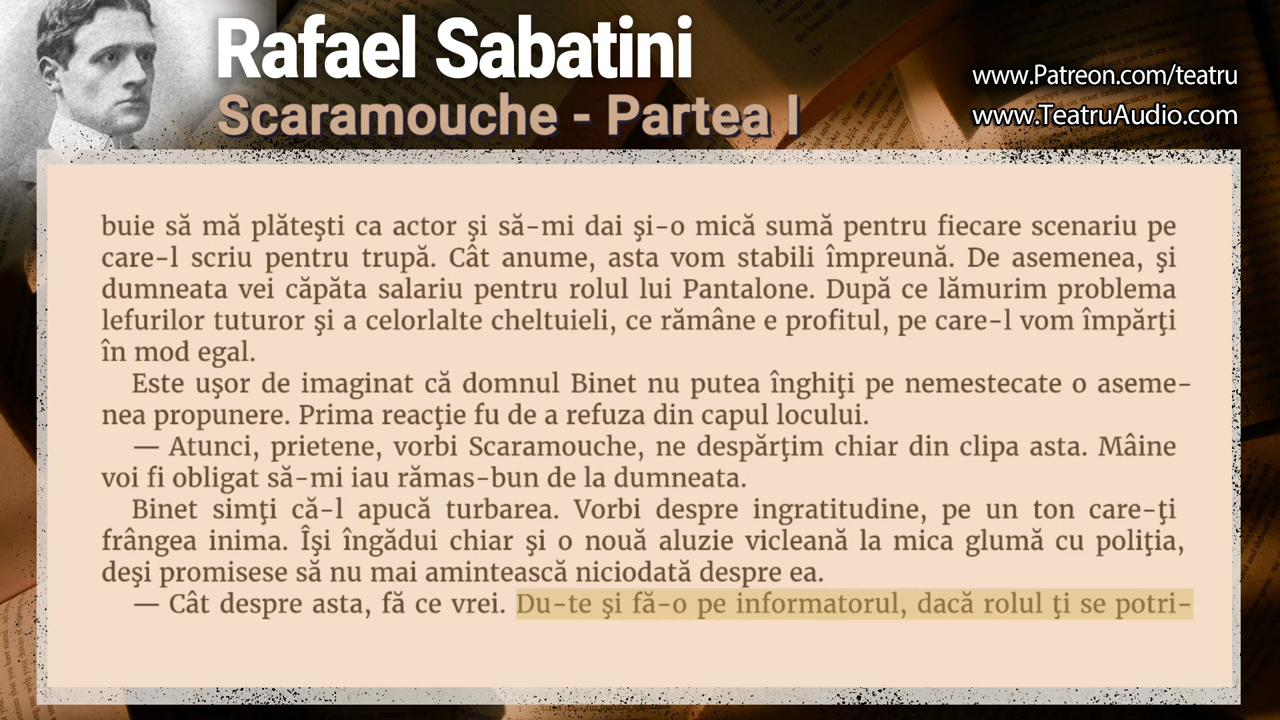 Rafael Sabatini
Scaramouche - Partea I
www.Patreon.com/teatru
www.TeatruAudio.com
buie să mă plăteşti ca actor şi să-mi dai şi-o mică sumă pentru fiecare scenariu pe
care-l scriu pentru trupă. Cât anume, asta vom stabili împreună. De asemenea, şi
dumneata vei căpăta salariu pentru rolul lui Pantalone. După ce lămurim problema
lefurilor tuturor şi a celorlalte cheltuieli, ce rămâne e profitul, pe care-l vom împărţi
în mod egal.
Este uşor de imaginat că domnul Binet nu putea înghiţi pe nemestecate o aseme-
nea propunere. Prima reacţie fu de a refuza din capul locului.
— Atunci, prietene, vorbi Scaramouche, ne despărţim chiar din clipa asta. Mâine
voi fi obligat să-mi iau rămas-bun de la dumneata.
Binet simţi că-l apucă turbarea. Vorbi despre ingratitudine, pe un ton care-ţi
frângea inima. Îşi îngădui chiar şi o nouă aluzie vicleană la mica glumă cu poliţia,
deşi promisese să nu mai amintească niciodată despre ea.
— Cât despre asta, fă ce vrei. Du-te şi fă-o pe informatorul, dacă rolul ţi se potri-